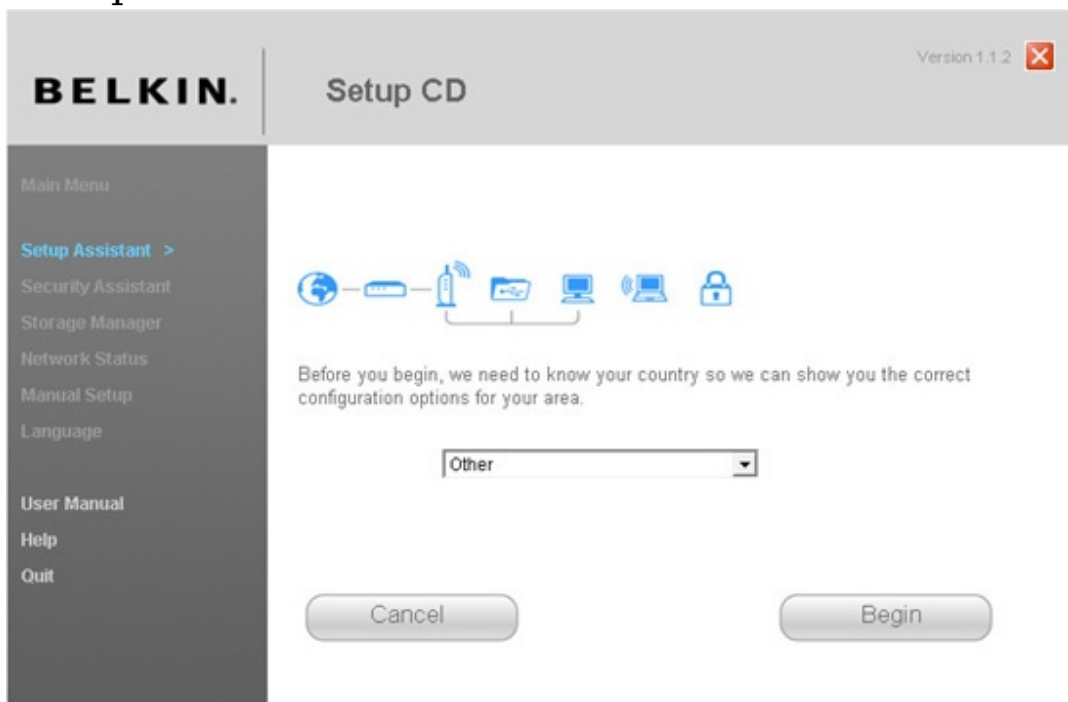 BELKIN.
Setup CD
Version 1.1.2
Main Menu
Setup Assistant >
Security Assistant
Storage Manager
Network Status
Manual Setup
Language
User Manual
Help
Quit
Before you begin, we need to know your country so we can show you the correct
configuration options for your area.
Other
Cancel
Begin